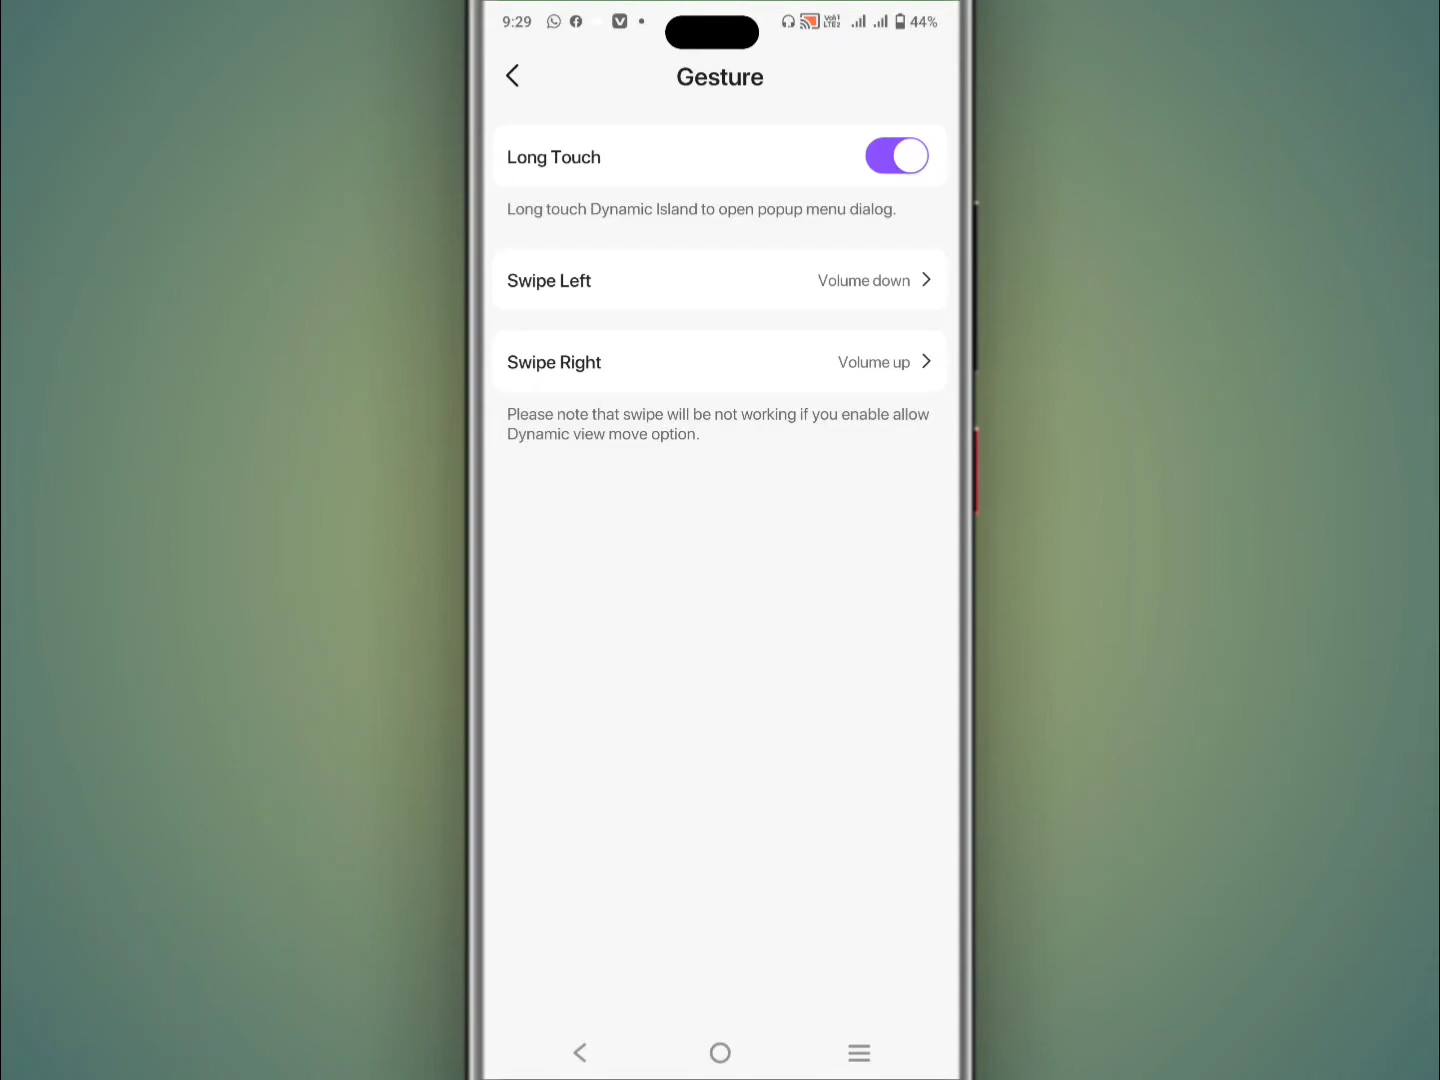 9:29 44%
Gesture
Long Touch
Long touch Dynamic Island to open popup menu dialog.
Swipe Left Volume down
Swipe Right Volume up
Please note that swipe will be not working if you enable allow
Dynamic view move option.